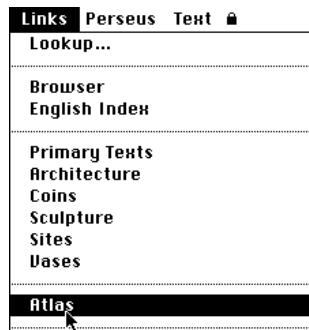 Links Perseus Text
Lookup...
Browser
English Index
Primary Texts
Architecture
Coins
Sculpture
Sites
Vases
Atlas